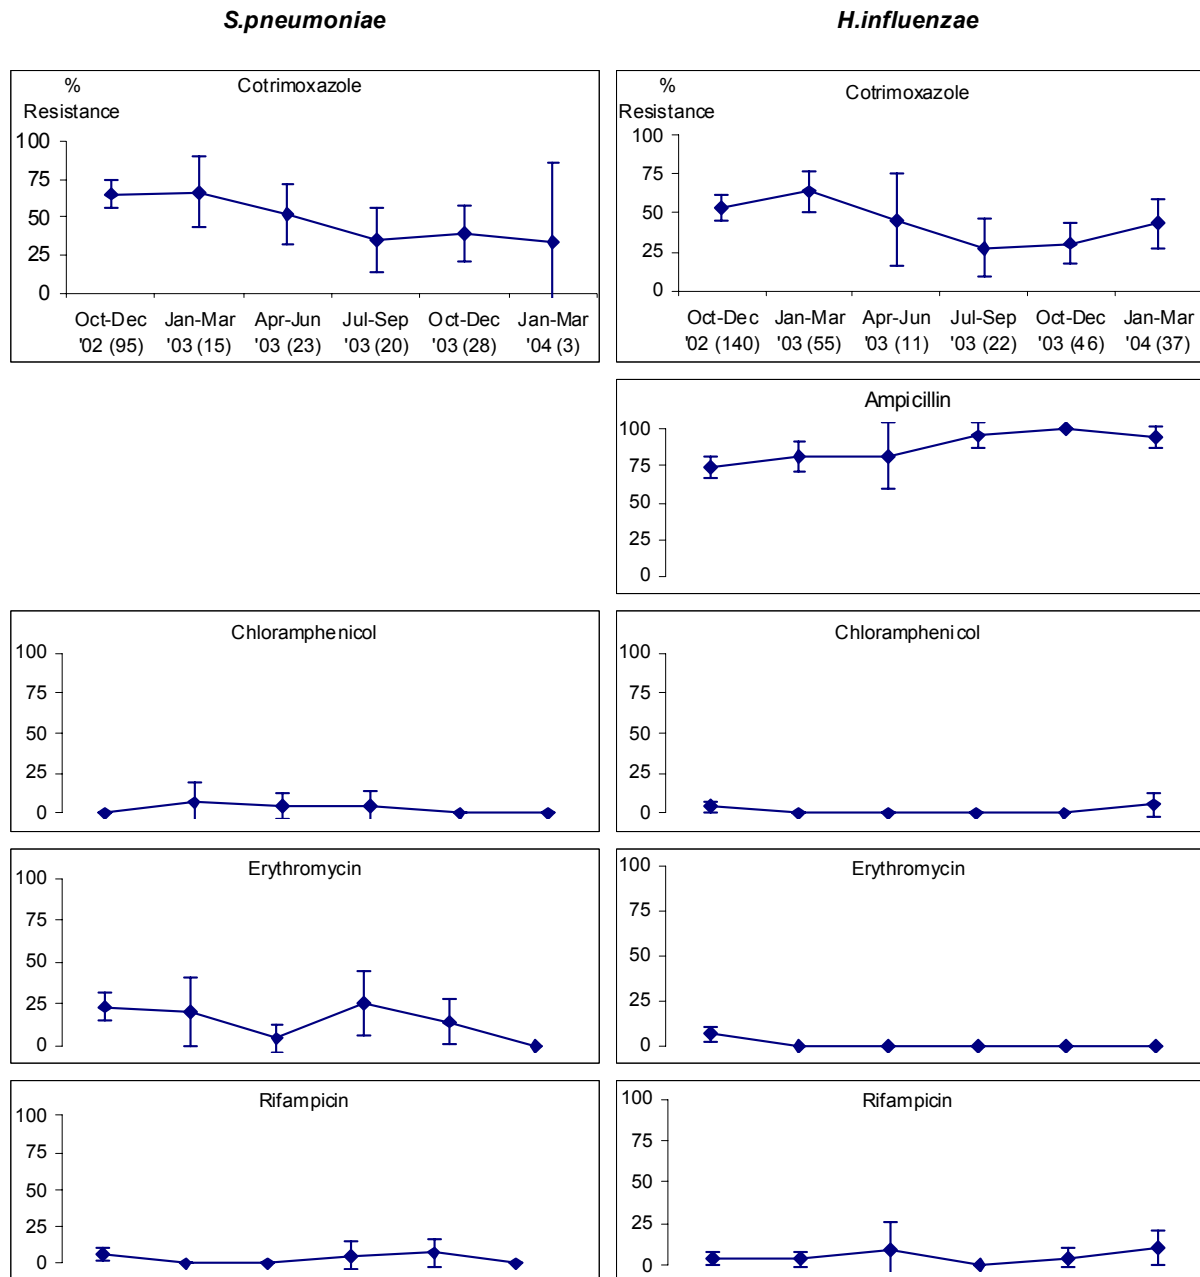 S.pneumoniae
H.influenzae
%
Resistance
Cotrimoxazole
100
75
50
25
0
Oct-Dec Jan-Mar Apr-Jun Jul-Sep Oct-Dec Jan-Mar
'02 (95) '03 (15) '03 (23) '03 (20) '03 (28) '04 (3)
%
Resistance
Cotrimoxazole
100
75
50
25
0
Oct-Dec Jan-Mar Apr-Jun Jul-Sep Oct-Dec Jan-Mar
'02 (140) '03 (55) '03 (11) '03 (22) '03 (46) '04 (37)
Ampicillin
100
75
50
25
0
Chloramphenicol
100
75
50
25
0
Chloramphenicol
100
75
50
25
0
Erythromycin
100
75
50
25
0
Erythromycin
100
75
50
25
0
Rifampicin
100
75
50
25
0
Rifampicin
100
75
50
25
0